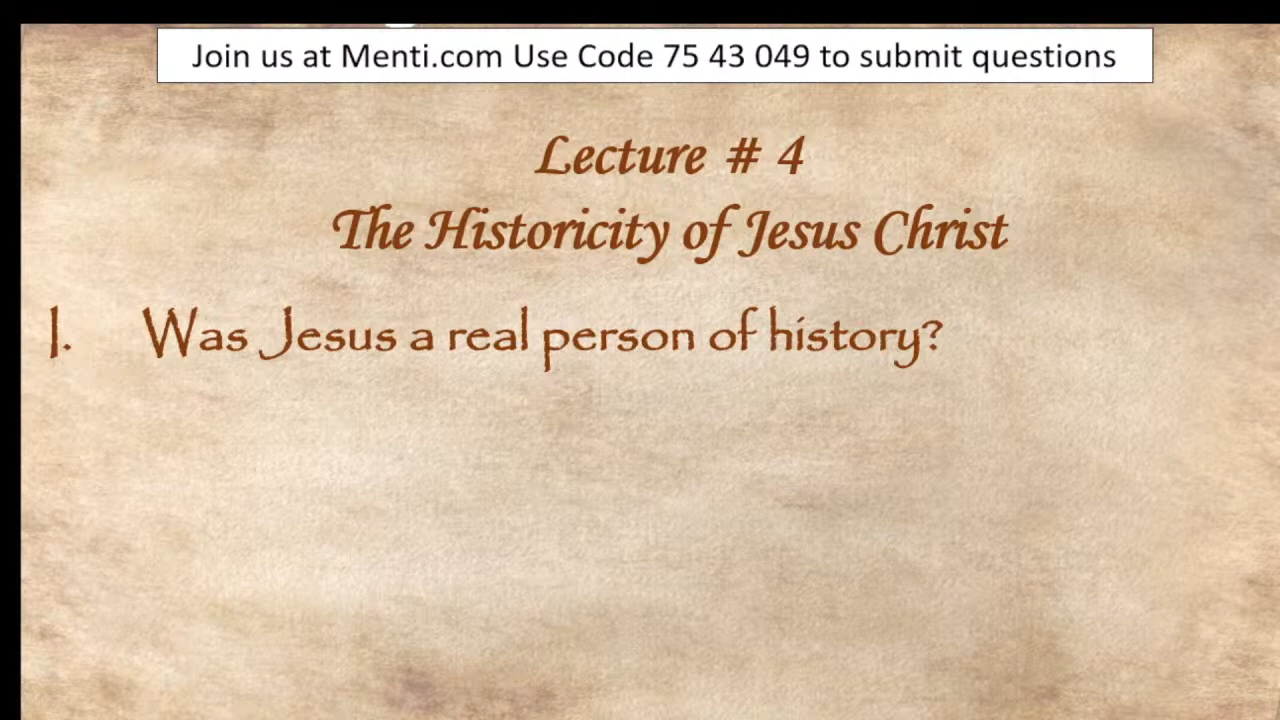 Join us at Menti.com Use Code 75 43 049 to submit questions
Lecture # 4
The Historicity of Jesus Christ
I. Was Jesus a real person of history?